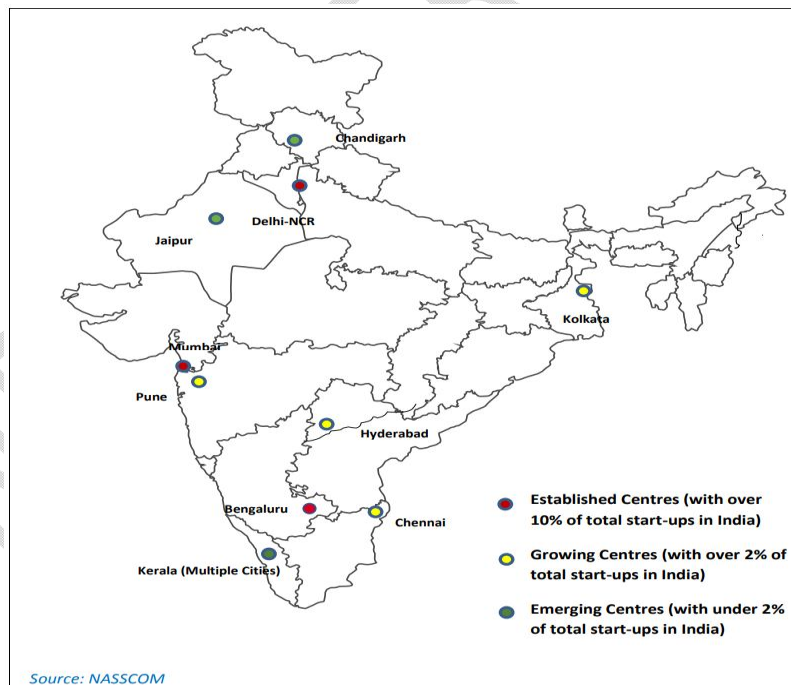 Chandigarh
Delhi-NCR
Jaipur
Kolkata
Mumbai
Pune
Hyderabad
Bengaluru
Chennai
Kerala (Multiple Cities)
Established Centres (with over
10% of total start-ups in India)
Growing Centres (with over 2% of
total start-ups in India)
Emerging Centres (with under 2%
of total start-ups in India)
Source: NASSCOM